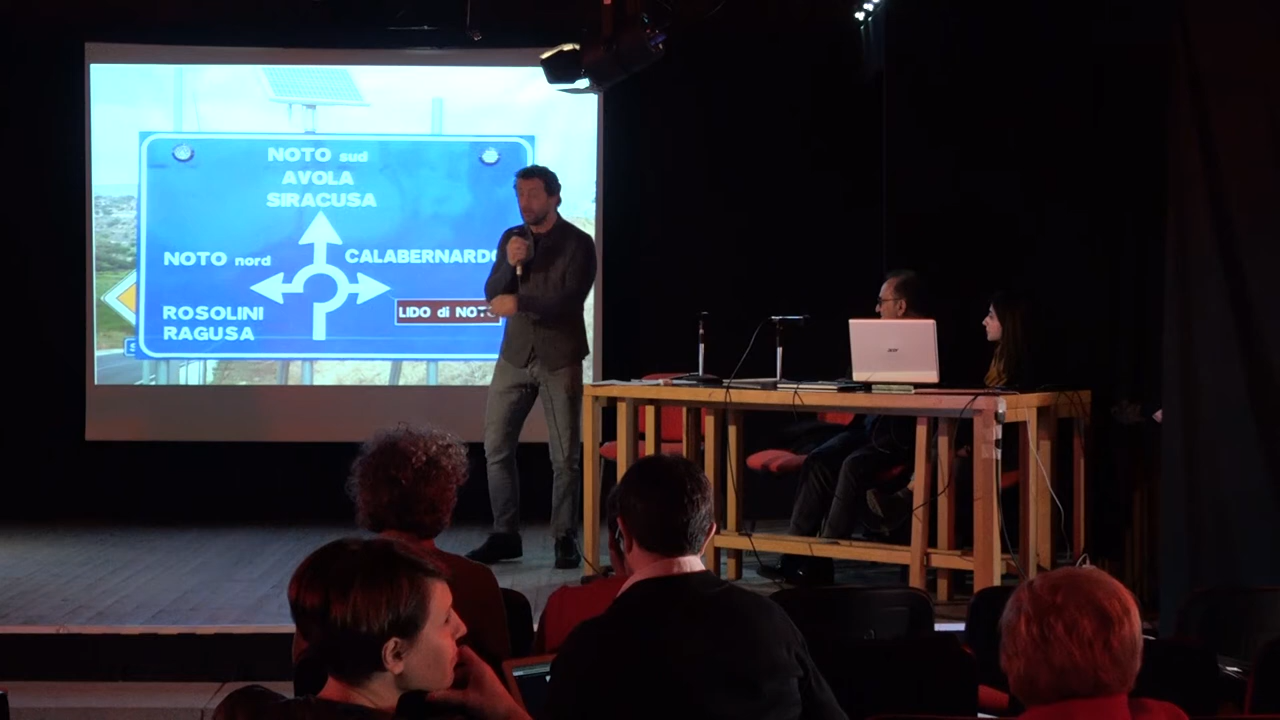 NOTO sud
AVOLA
SIRACUSA
NOTO nord
CALABERNARDO
ROSOLINI
RAGUSA
LIDO di NOTO
acer